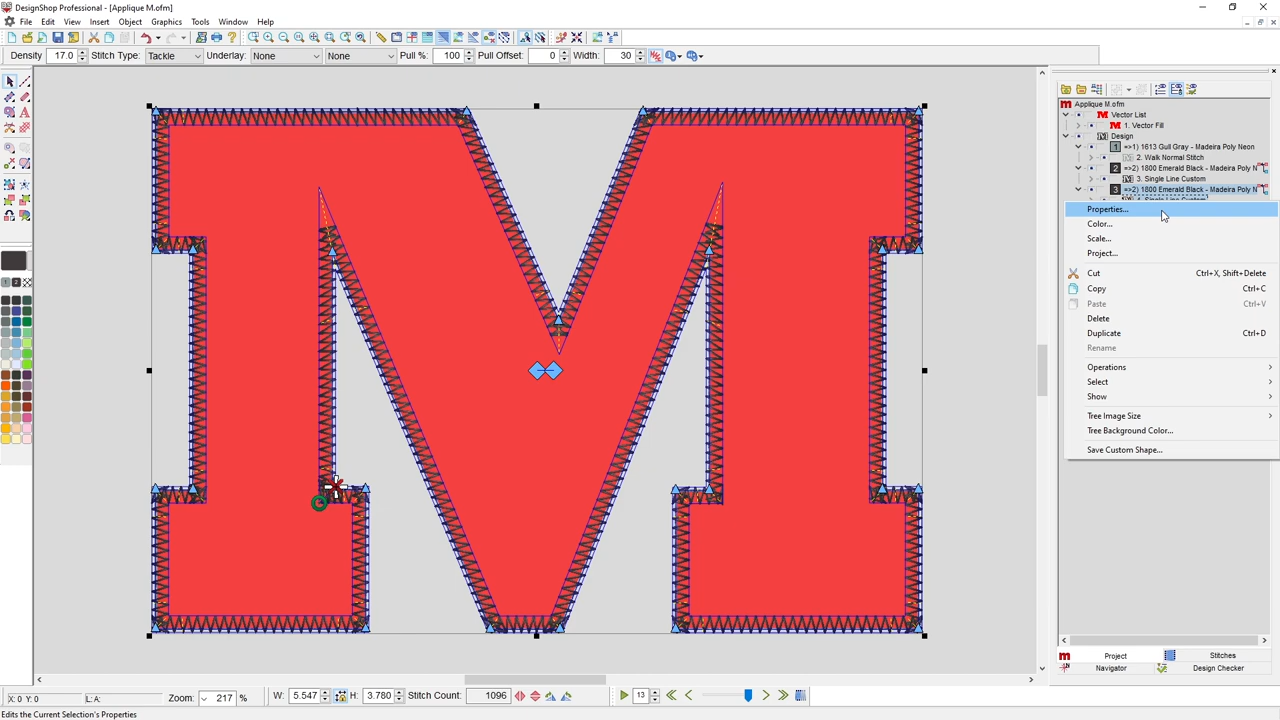 DesignShop Professional - [Applique M.ofm]
File Edit View Insert Object Graphics Tools Window Help
Density 17.0 Stitch Type: Tackle Underlay: None None Pull %: 100 Pull Offset: 0 Width: 30
Applique M.ofm
Vector List
1. Vector Fill
Design
1 =>1) 1613 Gull Gray - Madeira Poly Neon
2. Walk Normal Stitch
2 =>2) 1800 Emerald Black - Madeira Poly N
3. Single Line Custom
3 =>2) 1800 Emerald Black - Madeira Poly N
Properties...
Color...
Scale...
Project...
Cut Ctrl+X, Shift+Delete
Copy Ctrl+C
Paste Ctrl+V
Delete
Duplicate Ctrl+D
Rename
Operations
Select
Show
Tree Image Size
Tree Background Color...
Save Custom Shape...
Project Stitches
Navigator Design Checker
X: 0 Y: 0 L: A: Zoom: 217 % W: 5.547 H: 3.780 Stitch Count: 1096 13
Edits the Current Selection's Properties